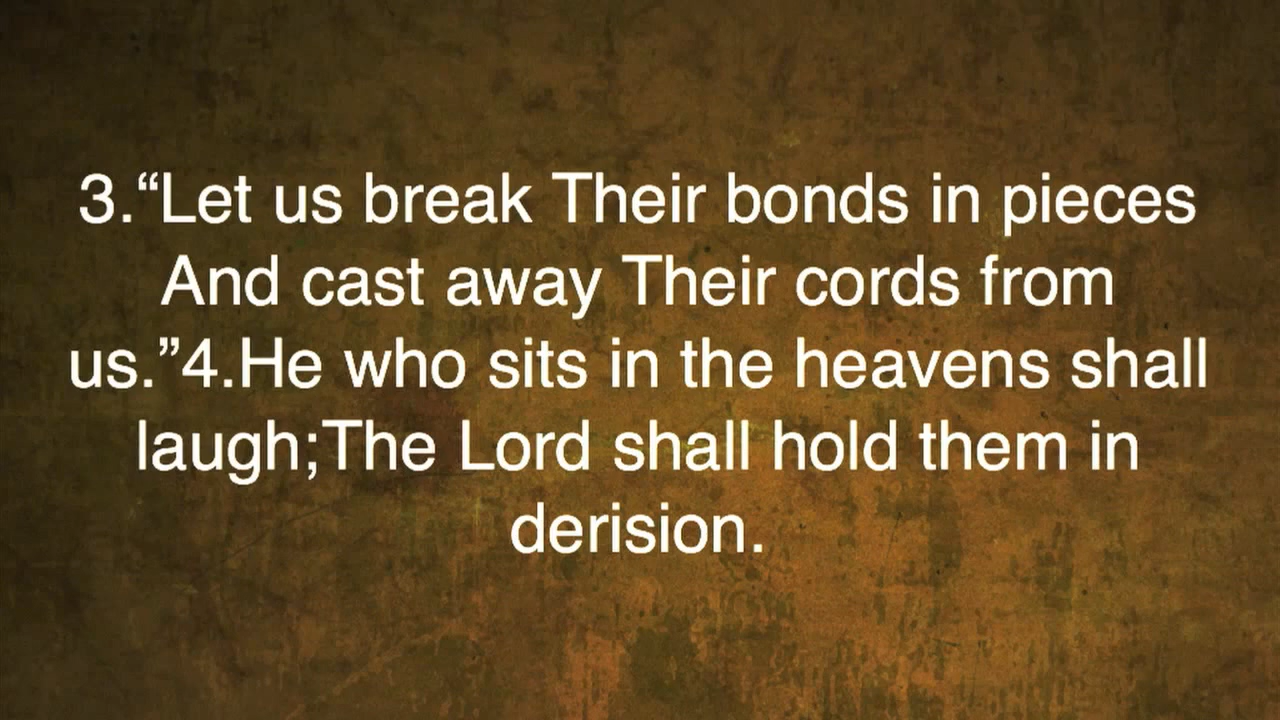 3.“Let us break Their bonds in pieces
And cast away Their cords from
us.”4.He who sits in the heavens shall
laugh;The Lord shall hold them in
derision.